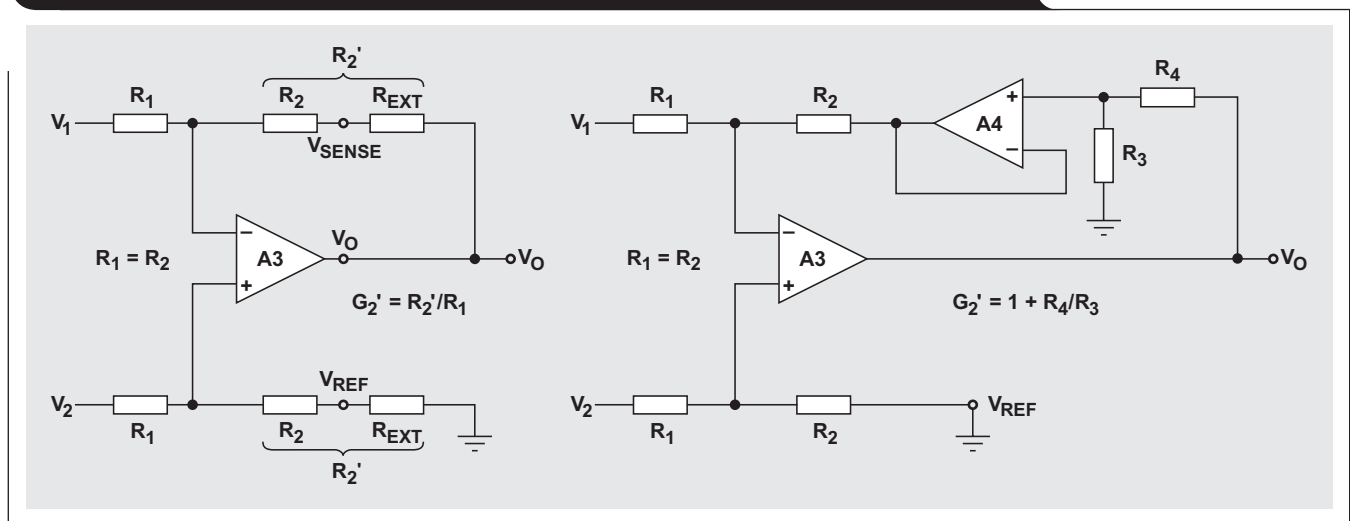 R2'
R1
R2
REXT
V1
VSENSE
R1 = R2
−
A3
+
VO
VO
G2' = R2'/R1
V2
R1
R2
VREF
REXT
R2'
R1
R2
R4
V1
+
A4
−
R3
R1 = R2
−
A3
+
VO
G2' = 1 + R4/R3
V2
R1
R2
VREF